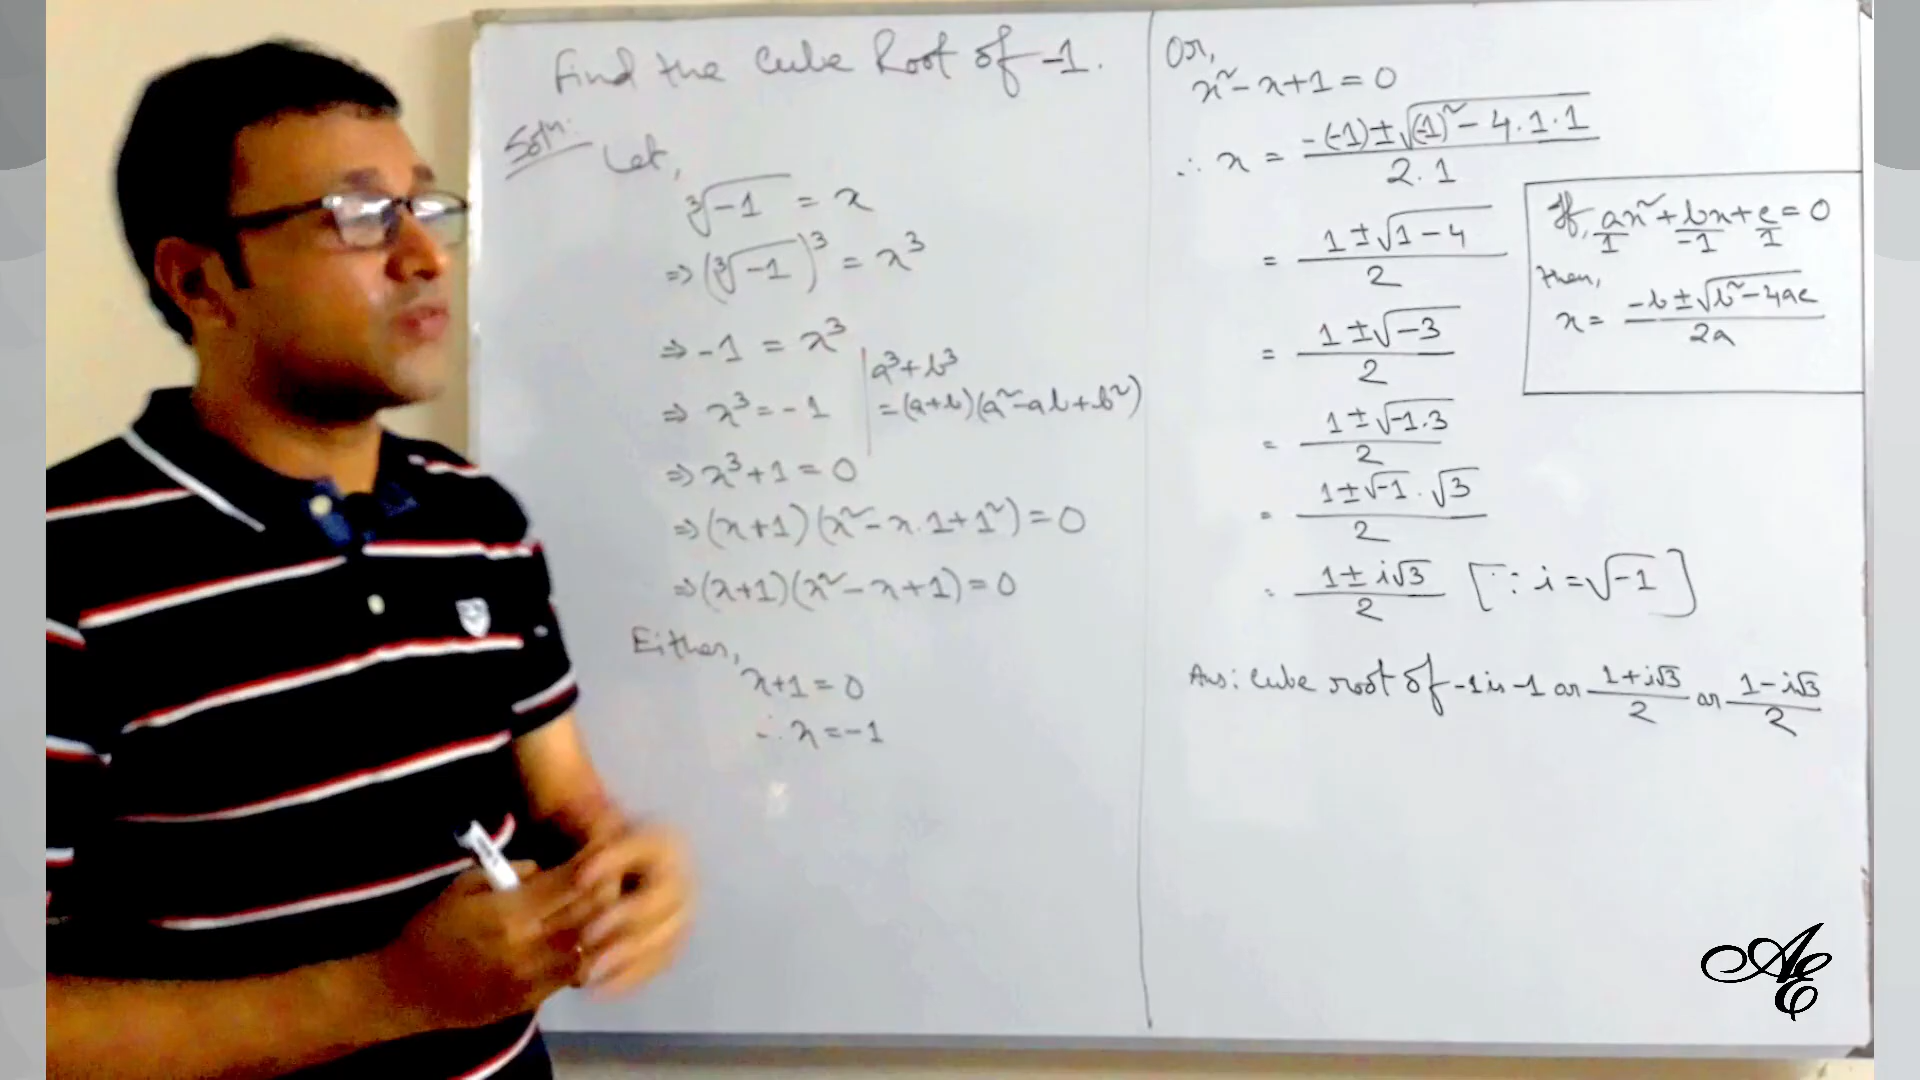 Find the Cube Root of -1.
Soln:
Let,
∛-1 = x
⇒ (∛-1)³ = x³
⇒ -1 = x³
⇒ x³ = -1
a³+b³
= (a+b)(a²-ab+b²)
⇒ x³+1 = 0
⇒ (x+1)(x²-x.1+1²) = 0
⇒ (x+1)(x²-x+1) = 0
Either,
x+1 = 0
∴ x = -1
Or,
x²-x+1 = 0
∴ x = (-(-1)±√((-1)²-4.1.1))/(2.1)
= (1±√(1-4))/2
= (1±√(-3))/2
= (1±√(-1.3))/2
= (1±√-1.√3)/2
= (1±i√3)/2 [∵ i = √-1]
Ans: Cube root of -1 is -1 or (1+i√3)/2 or (1-i√3)/2
If, ax²+bx+c = 0
1 -1 1
then,
x = (-b±√(b²-4ac))/2a
AE